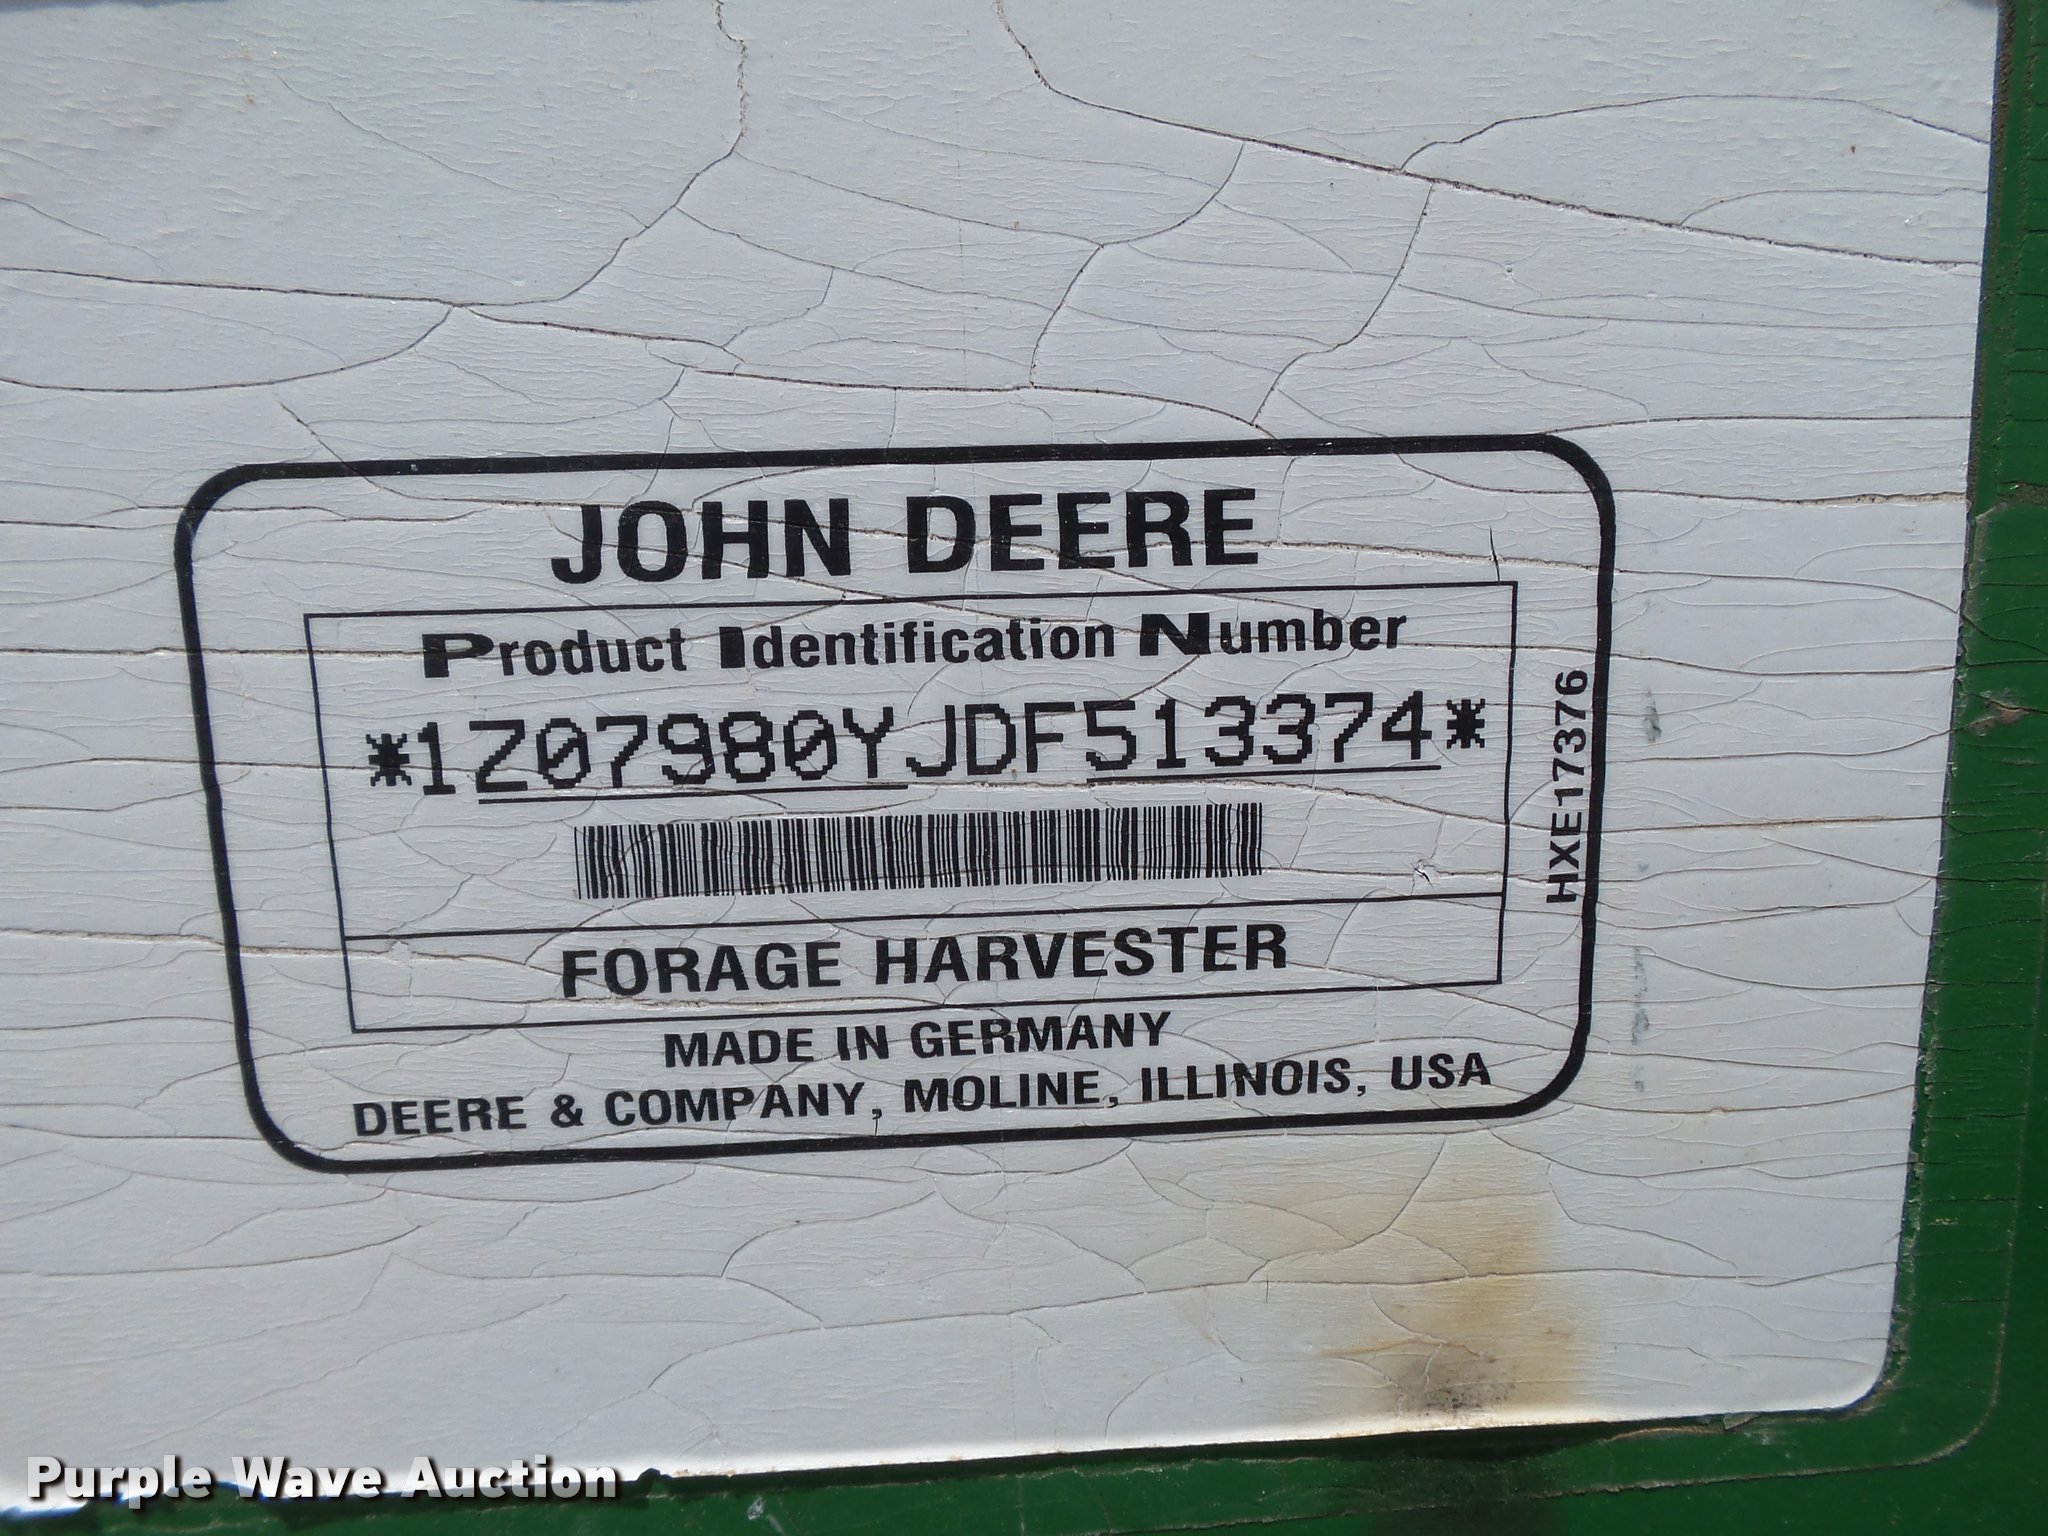 JOHN DEERE
Product Identification Number
*1Z07980YJDF513374*
HXE17376
FORAGE HARVESTER
MADE IN GERMANY
DEERE & COMPANY, MOLINE, ILLINOIS, USA
Purple Wave Auction